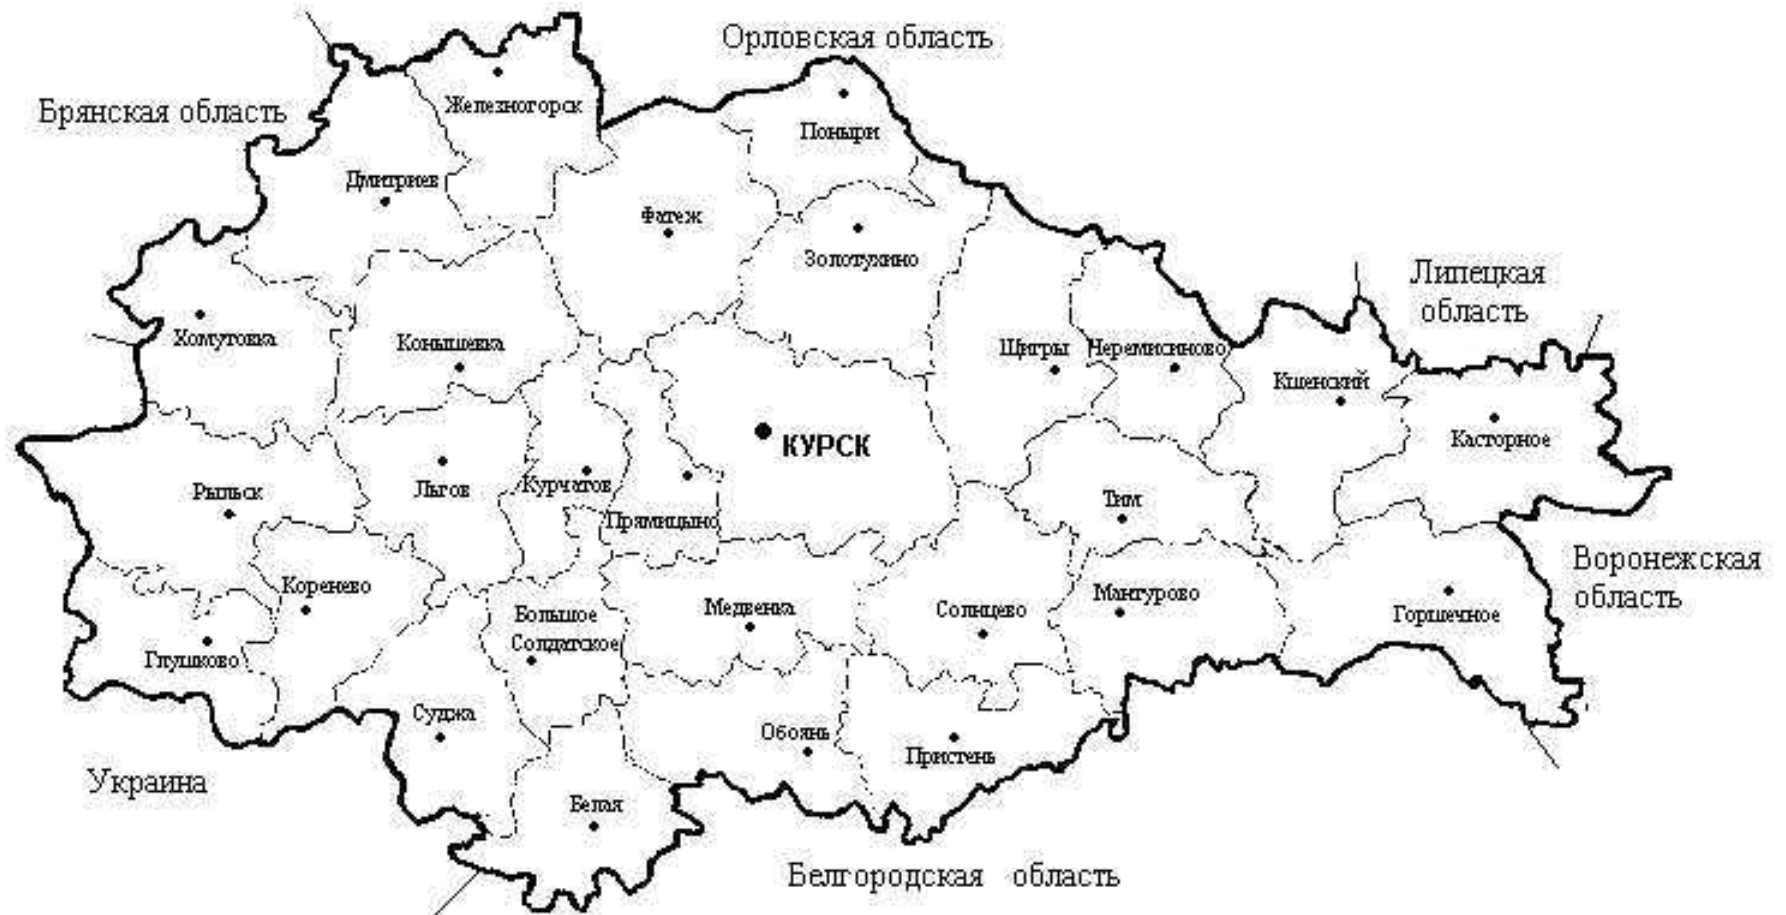 Орловская область
Брянская область
Железногорск
Поныри
Дмитриев
Фатеж
Золотухино
Липецкая
область
Хомутовка
Конышевка
Щигры
Черемисиново
Кшенский
Касторное
КУРСК
Рыльск
Льгов
Курчатов
Прямицыно
Тим
Воронежская
область
Коренево
Большое
Солдатское
Медвенка
Солнцево
Мантурово
Горшечное
Глушково
Суджа
Обоянь
Пристень
Украина
Белая
Белгородская область